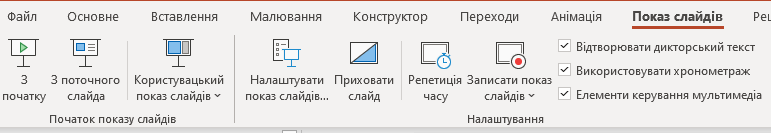 Файл Основне Вставлення Малювання Конструктор Переходи Анімація Показ слайдів Рец
З початку
З поточного слайда
Користувацький показ слайдів
Налаштувати показ слайдів...
Приховати слайд
Репетиція часу
Записати показ слайдів
Відтворювати дикторський текст
Використовувати хронометраж
Елементи керування мультимедіа
Початок показу слайдів
Налаштування